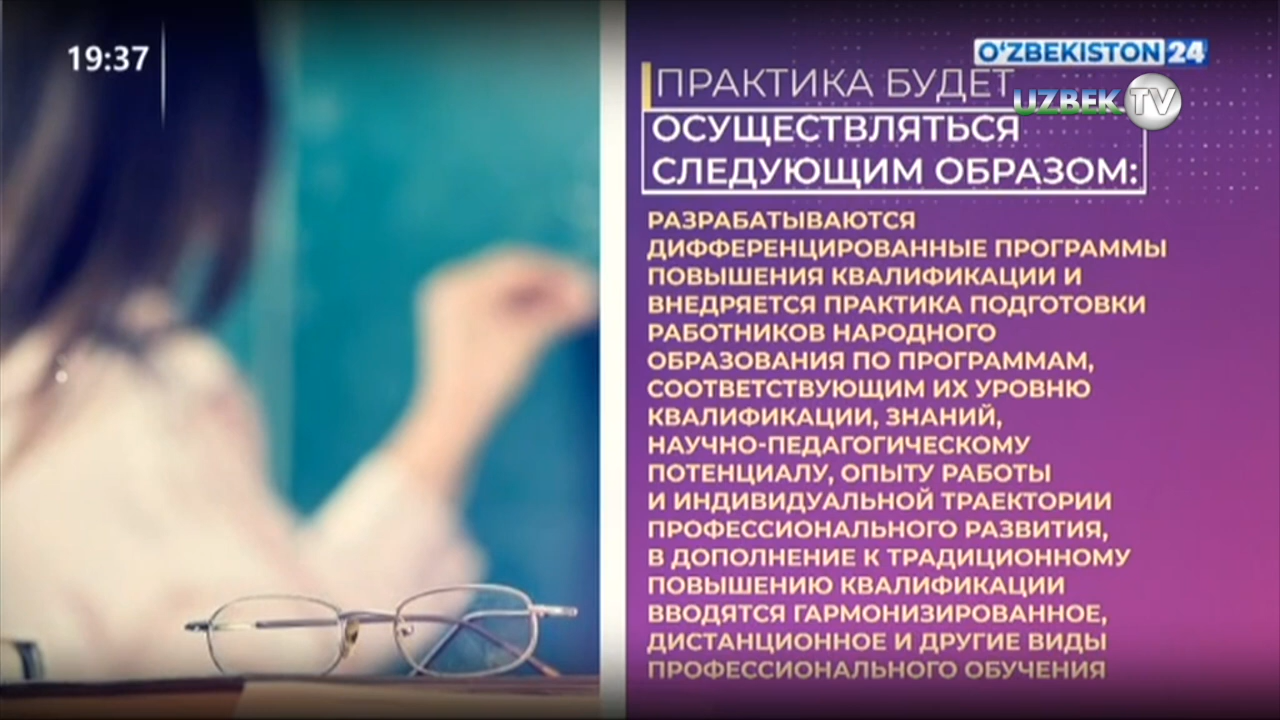 19:37
O‘ZBEKISTON 24
UZBEK TV
ПРАКТИКА БУДЕТ
ОСУЩЕСТВЛЯТЬСЯ
СЛЕДУЮЩИМ ОБРАЗОМ:
РАЗРАБАТЫВАЮТСЯ
ДИФФЕРЕНЦИРОВАННЫЕ ПРОГРАММЫ
ПОВЫШЕНИЯ КВАЛИФИКАЦИИ И
ВНЕДРЯЕТСЯ ПРАКТИКА ПОДГОТОВКИ
РАБОТНИКОВ НАРОДНОГО
ОБРАЗОВАНИЯ ПО ПРОГРАММАМ,
СООТВЕТСТВУЮЩИМ ИХ УРОВНЮ
КВАЛИФИКАЦИИ, ЗНАНИЙ,
НАУЧНО-ПЕДАГОГИЧЕСКОМУ
ПОТЕНЦИАЛУ, ОПЫТУ РАБОТЫ
И ИНДИВИДУАЛЬНОЙ ТРАЕКТОРИИ
ПРОФЕССИОНАЛЬНОГО РАЗВИТИЯ,
В ДОПОЛНЕНИЕ К ТРАДИЦИОННОМУ
ПОВЫШЕНИЮ КВАЛИФИКАЦИИ
ВВОДЯТСЯ ГАРМОНИЗИРОВАННОЕ,
ДИСТАНЦИОННОЕ И ДРУГИЕ ВИДЫ
ПРОФЕССИОНАЛЬНОГО ОБУЧЕНИЯ